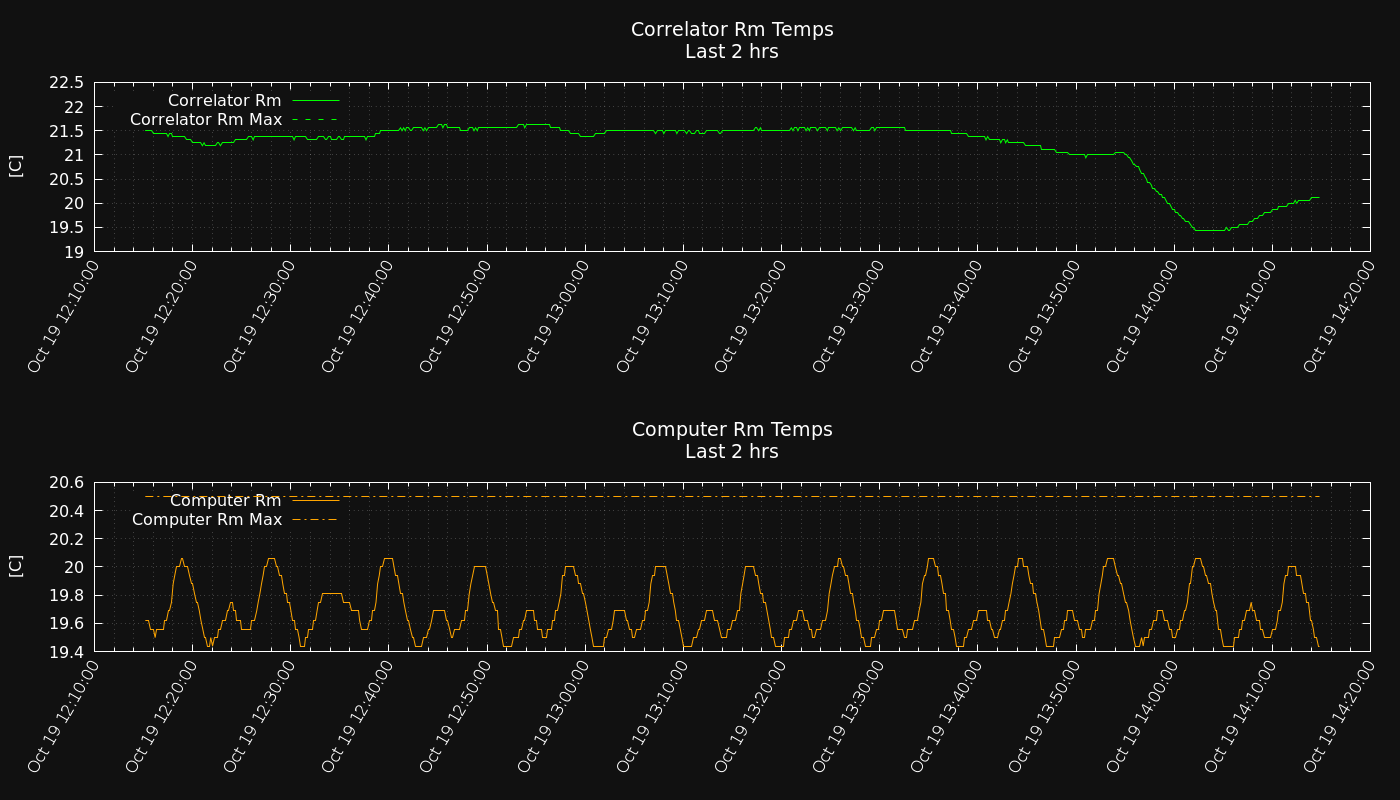 Correlator Rm Temps
Last 2 hrs
22.5
22
21.5
21
20.5
20
19.5
19
[C]
Correlator Rm
Correlator Rm Max
Oct 19 12:10:00
Oct 19 12:20:00
Oct 19 12:30:00
Oct 19 12:40:00
Oct 19 12:50:00
Oct 19 13:00:00
Oct 19 13:10:00
Oct 19 13:20:00
Oct 19 13:30:00
Oct 19 13:40:00
Oct 19 13:50:00
Oct 19 14:00:00
Oct 19 14:10:00
Oct 19 14:20:00
Computer Rm Temps
Last 2 hrs
20.6
20.4
20.2
20
19.8
19.6
19.4
[C]
Computer Rm
Computer Rm Max
Oct 19 12:10:00
Oct 19 12:20:00
Oct 19 12:30:00
Oct 19 12:40:00
Oct 19 12:50:00
Oct 19 13:00:00
Oct 19 13:10:00
Oct 19 13:20:00
Oct 19 13:30:00
Oct 19 13:40:00
Oct 19 13:50:00
Oct 19 14:00:00
Oct 19 14:10:00
Oct 19 14:20:00